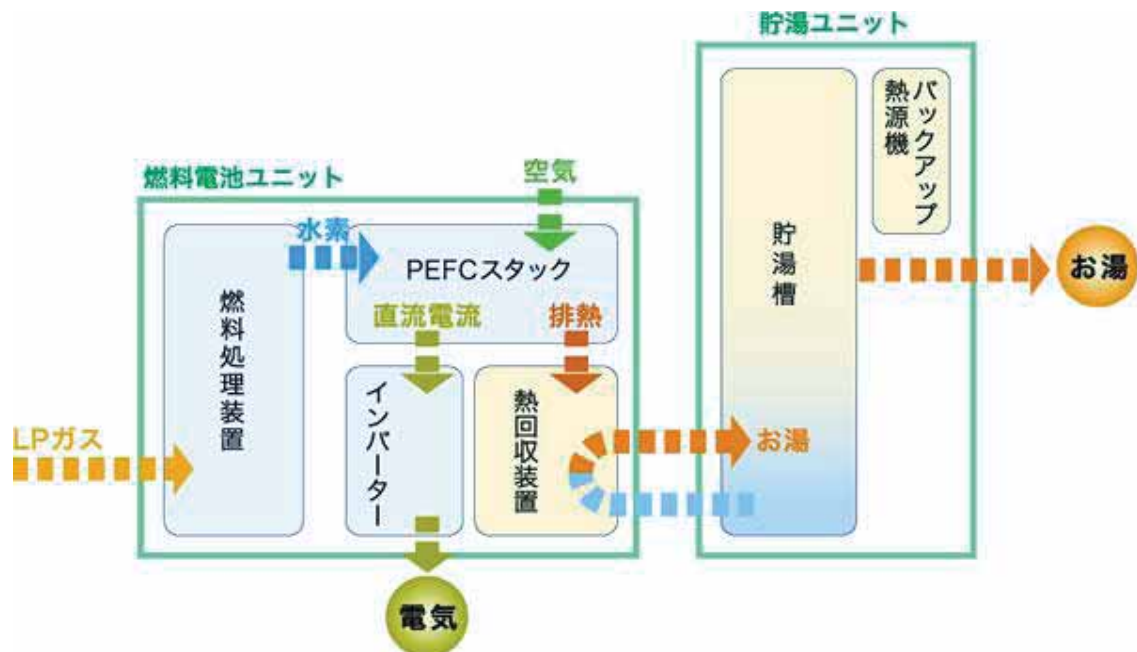 貯湯ユニット
バックアップ
熱源機
貯湯槽
お湯
お湯
燃料電池ユニット
空気
水素
PEFCスタック
直流電流
排熱
燃料処理装置
インバーター
熱回収装置
LPガス
電気